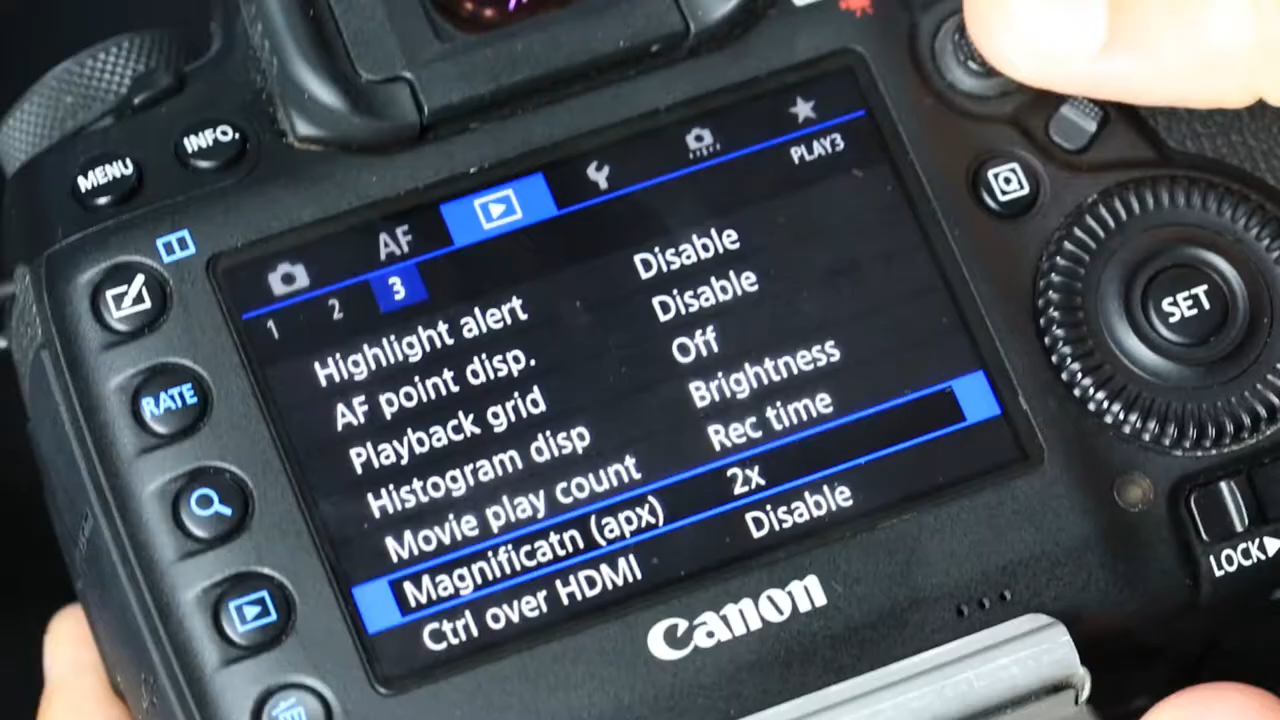 MENU
INFO.
RATE
AF
PLAY3
1 2 3
Highlight alert Disable
AF point disp. Disable
Playback grid Off
Histogram disp Brightness
Movie play count Rec time
Magnificatn (apx) 2x
Ctrl over HDMI Disable
Q
SET
LOCK▶
Canon